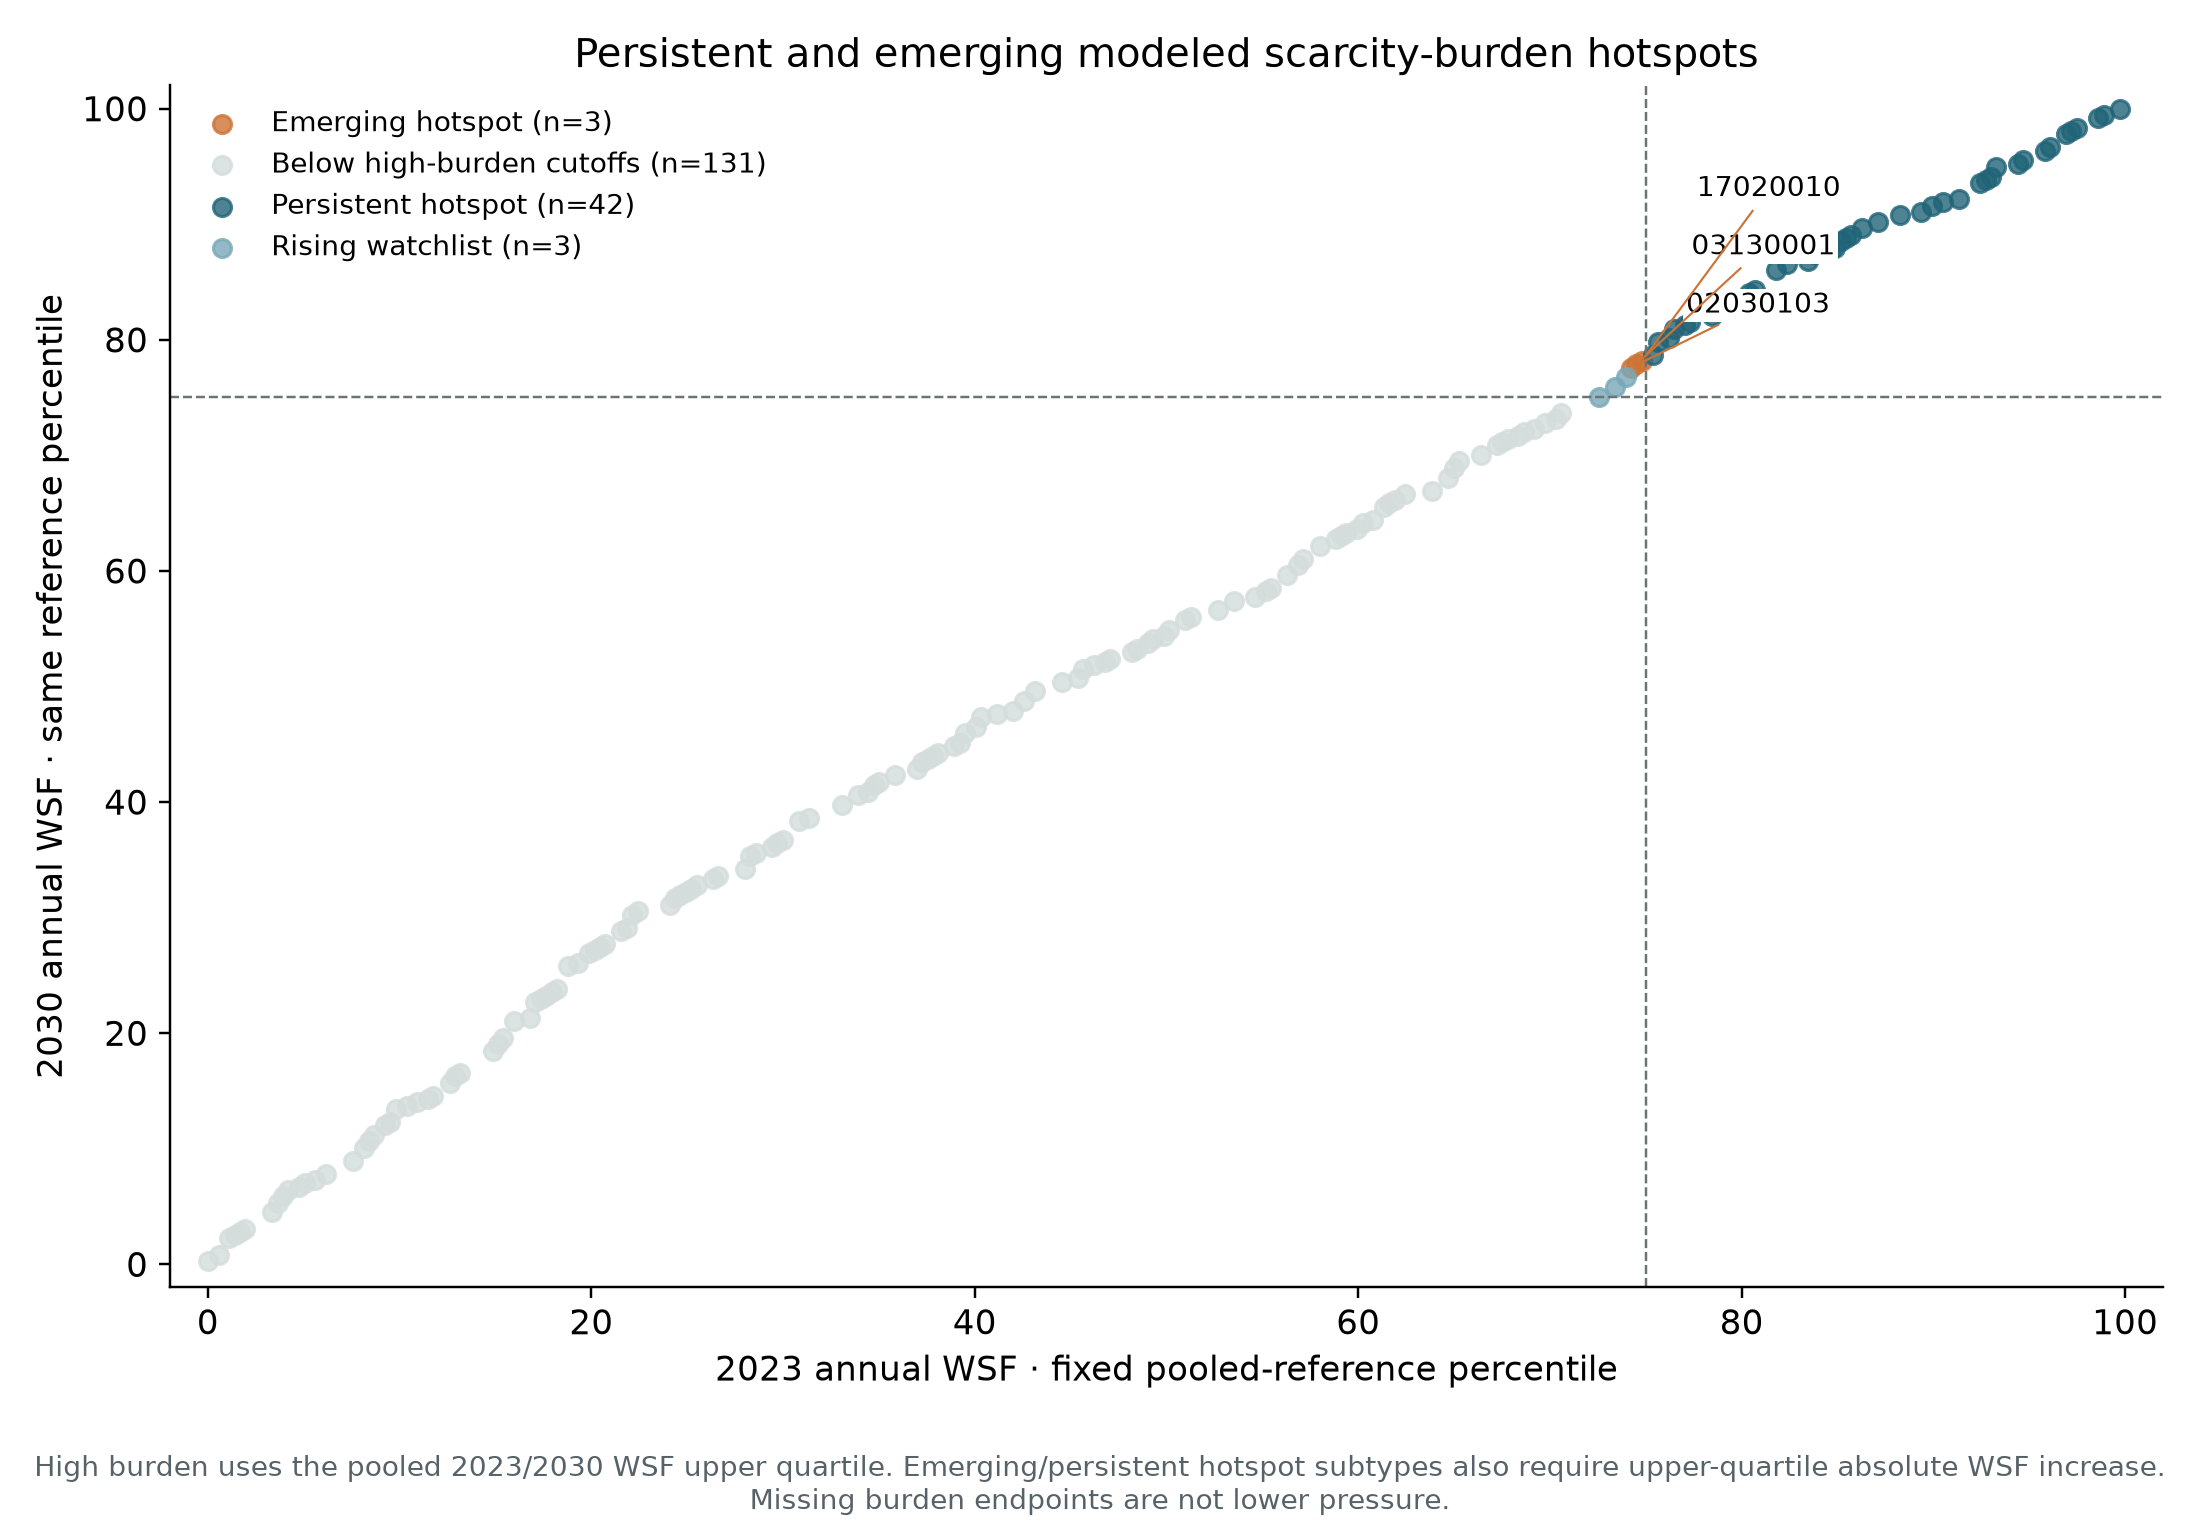 Persistent and emerging modeled scarcity-burden hotspots
Emerging hotspot (n=3)
Below high-burden cutoffs (n=131)
Persistent hotspot (n=42)
Rising watchlist (n=3)
17020010
03130001
02030103
100
80
60
40
20
0
2030 annual WSF · same reference percentile
0 20 40 60 80 100
2023 annual WSF · fixed pooled-reference percentile
High burden uses the pooled 2023/2030 WSF upper quartile. Emerging/persistent hotspot subtypes also require upper-quartile absolute WSF increase.
Missing burden endpoints are not lower pressure.